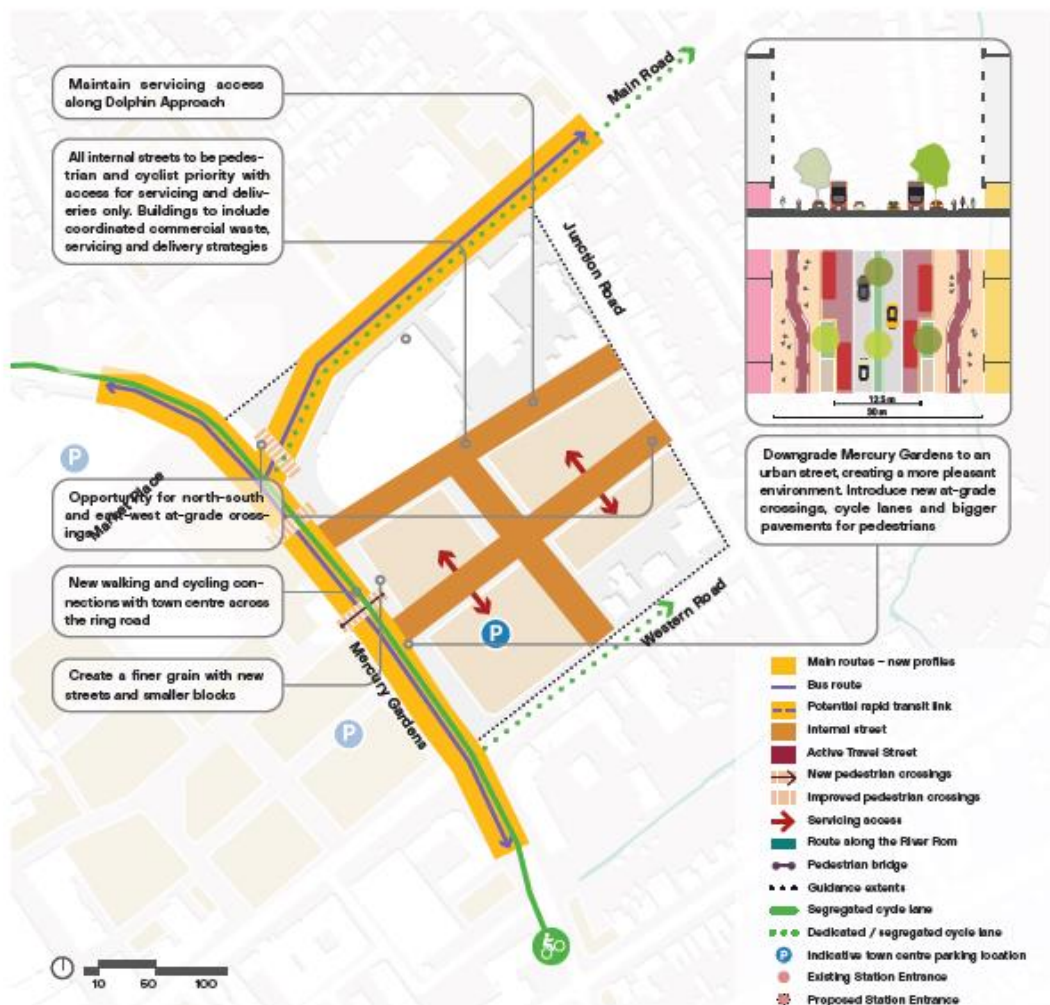 Maintain servicing access
along Dolphin Approach
All internal streets to be pedes-
trian and cyclist priority with
access for servicing and deliv-
eries only. Buildings to include
coordinated commercial waste,
servicing and delivery strategies
Main Road
Junction Road
12.5 m
30 m
P
Market Place
Opportunity for north-south
and east-west at-grade cross-
ings
Downgrade Mercury Gardens to an
urban street, creating a more pleasant
environment. Introduce new at-grade
crossings, cycle lanes and bigger
pavements for pedestrians
New walking and cycling con-
nections with town centre across
the ring road
P
Western Road
Create a finer grain with new
streets and smaller blocks
Mercury Gardens
P
Main routes – new profiles
Bus route
Potential rapid transit link
Internal street
Active Travel Street
New pedestrian crossings
Improved pedestrian crossings
Servicing access
Route along the River Rom
Pedestrian bridge
Guidance extents
Segregated cycle lane
Dedicated / segregated cycle lane
P Indicative town centre parking location
Existing Station Entrance
Proposed Station Entrance
10 50 100